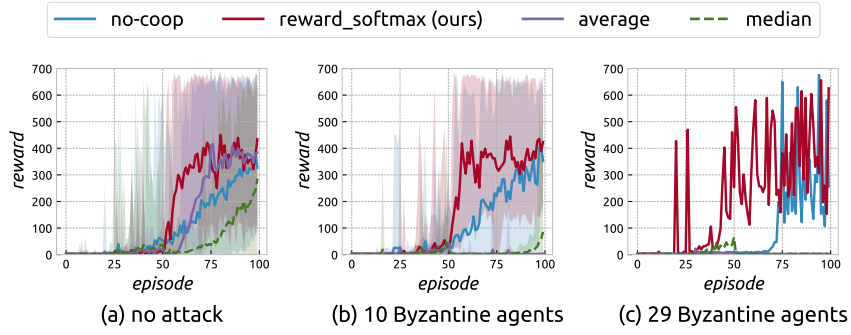 no-coop reward_softmax (ours) average median
700 700 700
600 600 600
500 500 500
400 400 400
300 300 300
200 200 200
100 100 100
0 0 0
reward reward reward
0 25 50 75 100 0 25 50 75 100 0 25 50 75 100
episode episode episode
(a) no attack (b) 10 Byzantine agents (c) 29 Byzantine agents